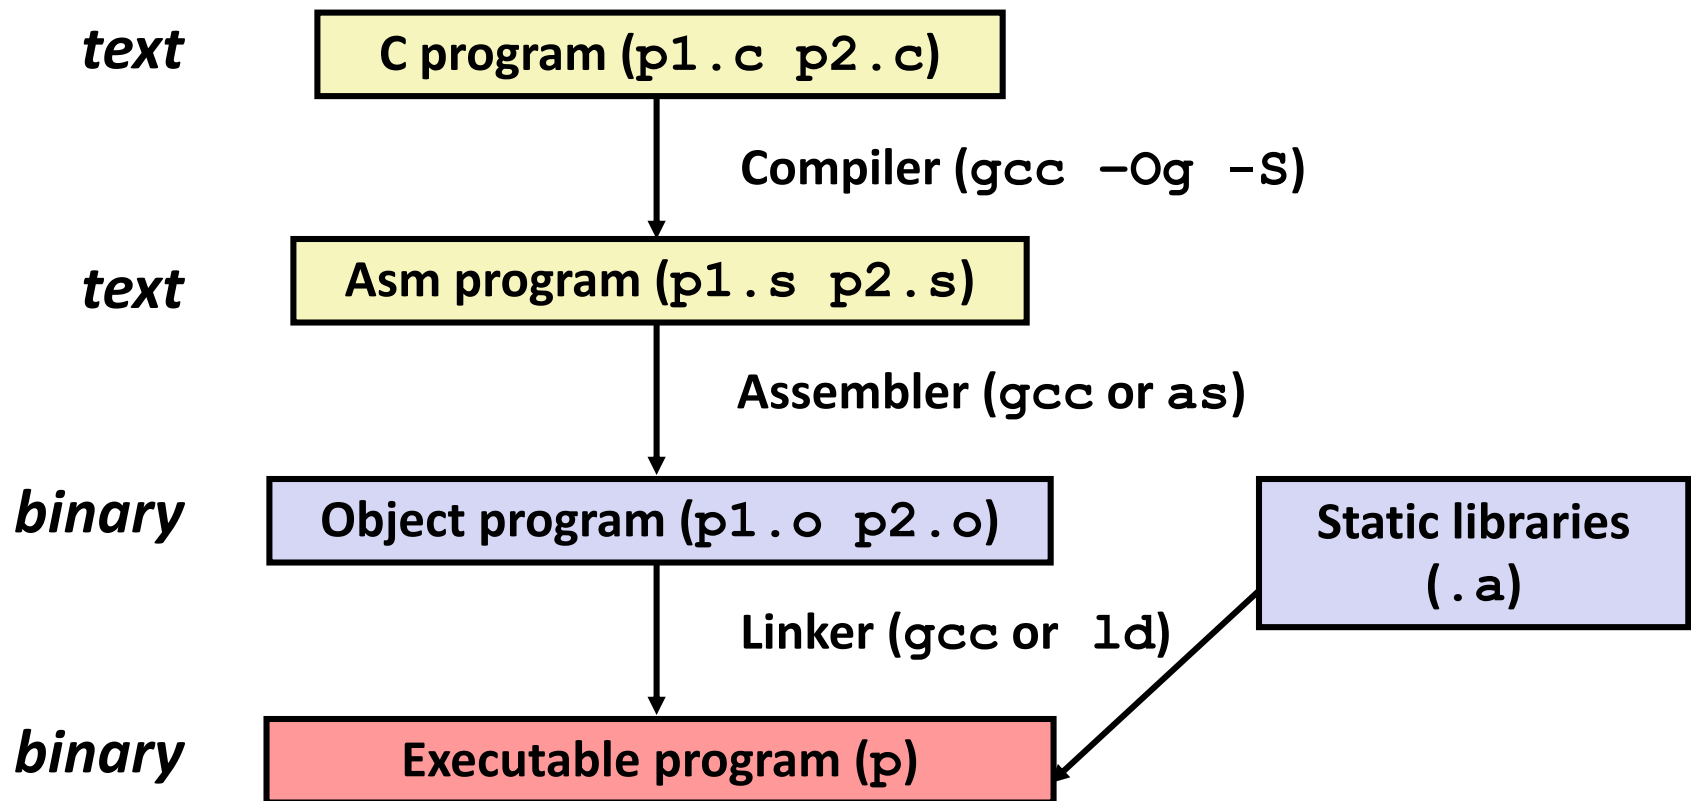 text
C program (p1.c p2.c)
Compiler (gcc –Og -S)
text
Asm program (p1.s p2.s)
Assembler (gcc or as)
binary
Object program (p1.o p2.o)
Static libraries
(.a)
Linker (gcc or ld)
binary
Executable program (p)